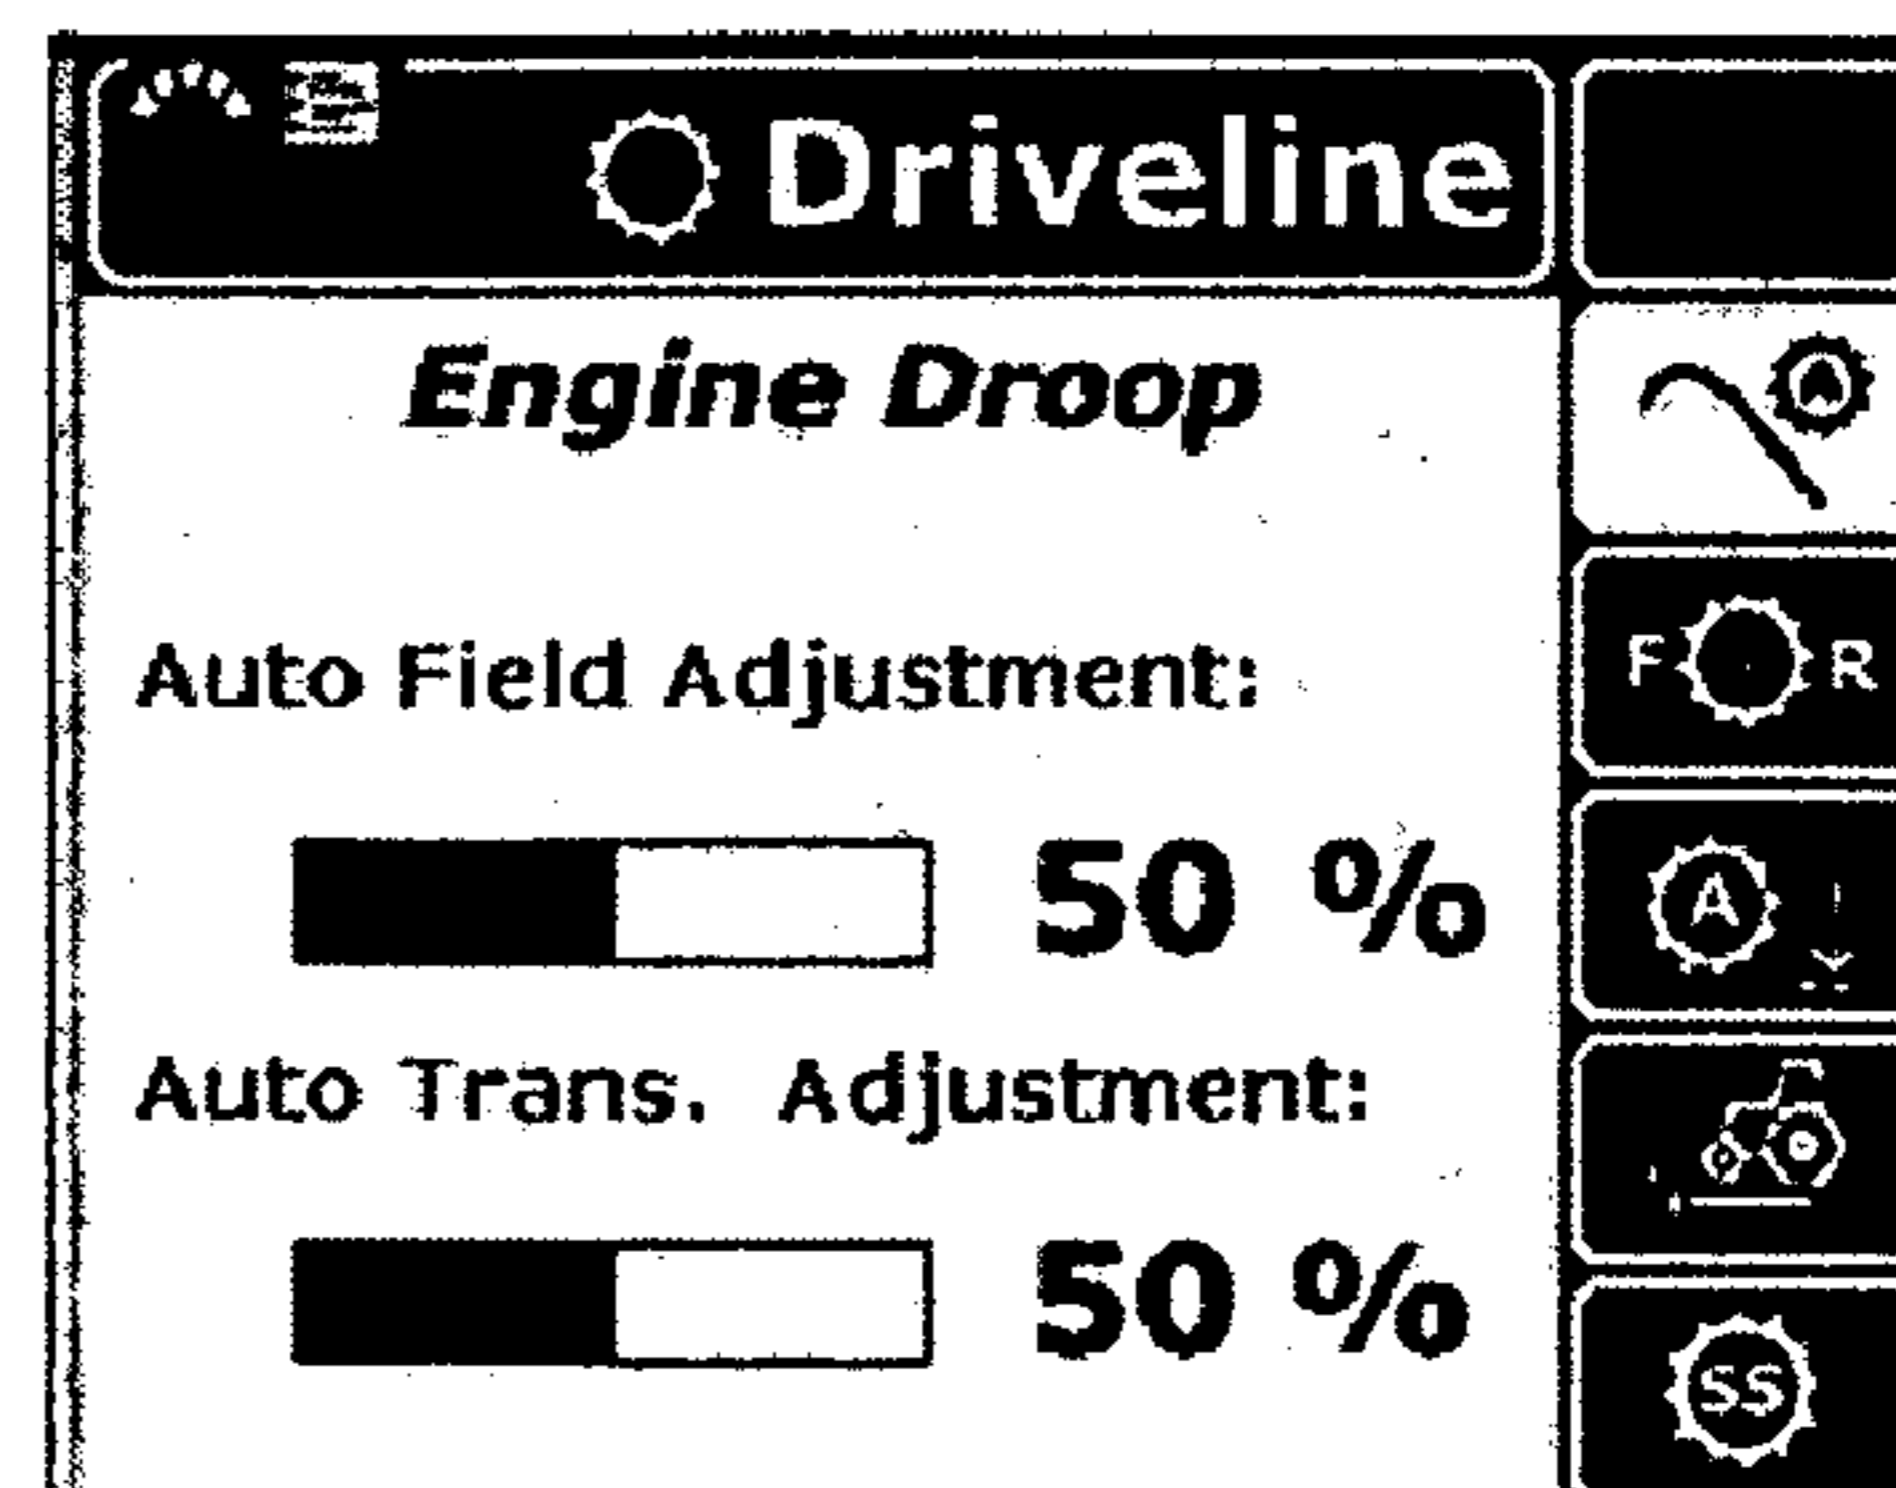 Driveline
Engine Droop
F R
Auto Field Adjustment:
50 %
A
Auto Trans. Adjustment:
50 %
SS